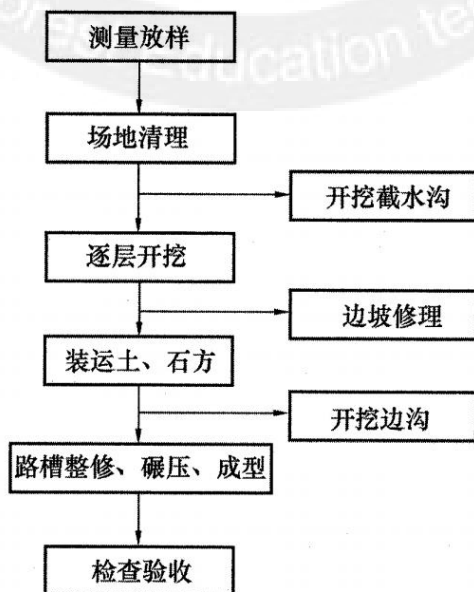 测量放样
场地清理
开挖截水沟
逐层开挖
边坡修理
装运土、石方
开挖边沟
路槽整修、碾压、成型
检查验收